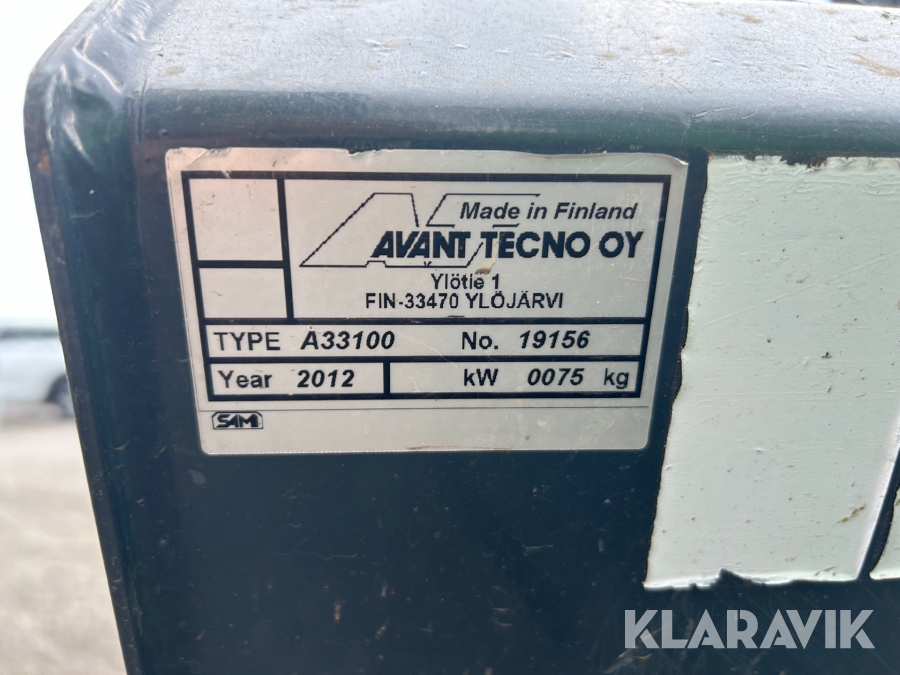 Made in Finland
AVANT TECNO OY
Ylötie 1
FIN-33470 YLÖJÄRVI
TYPE A33100 No. 19156
Year 2012 kW 0075 kg
SAMI
KLARAVIK